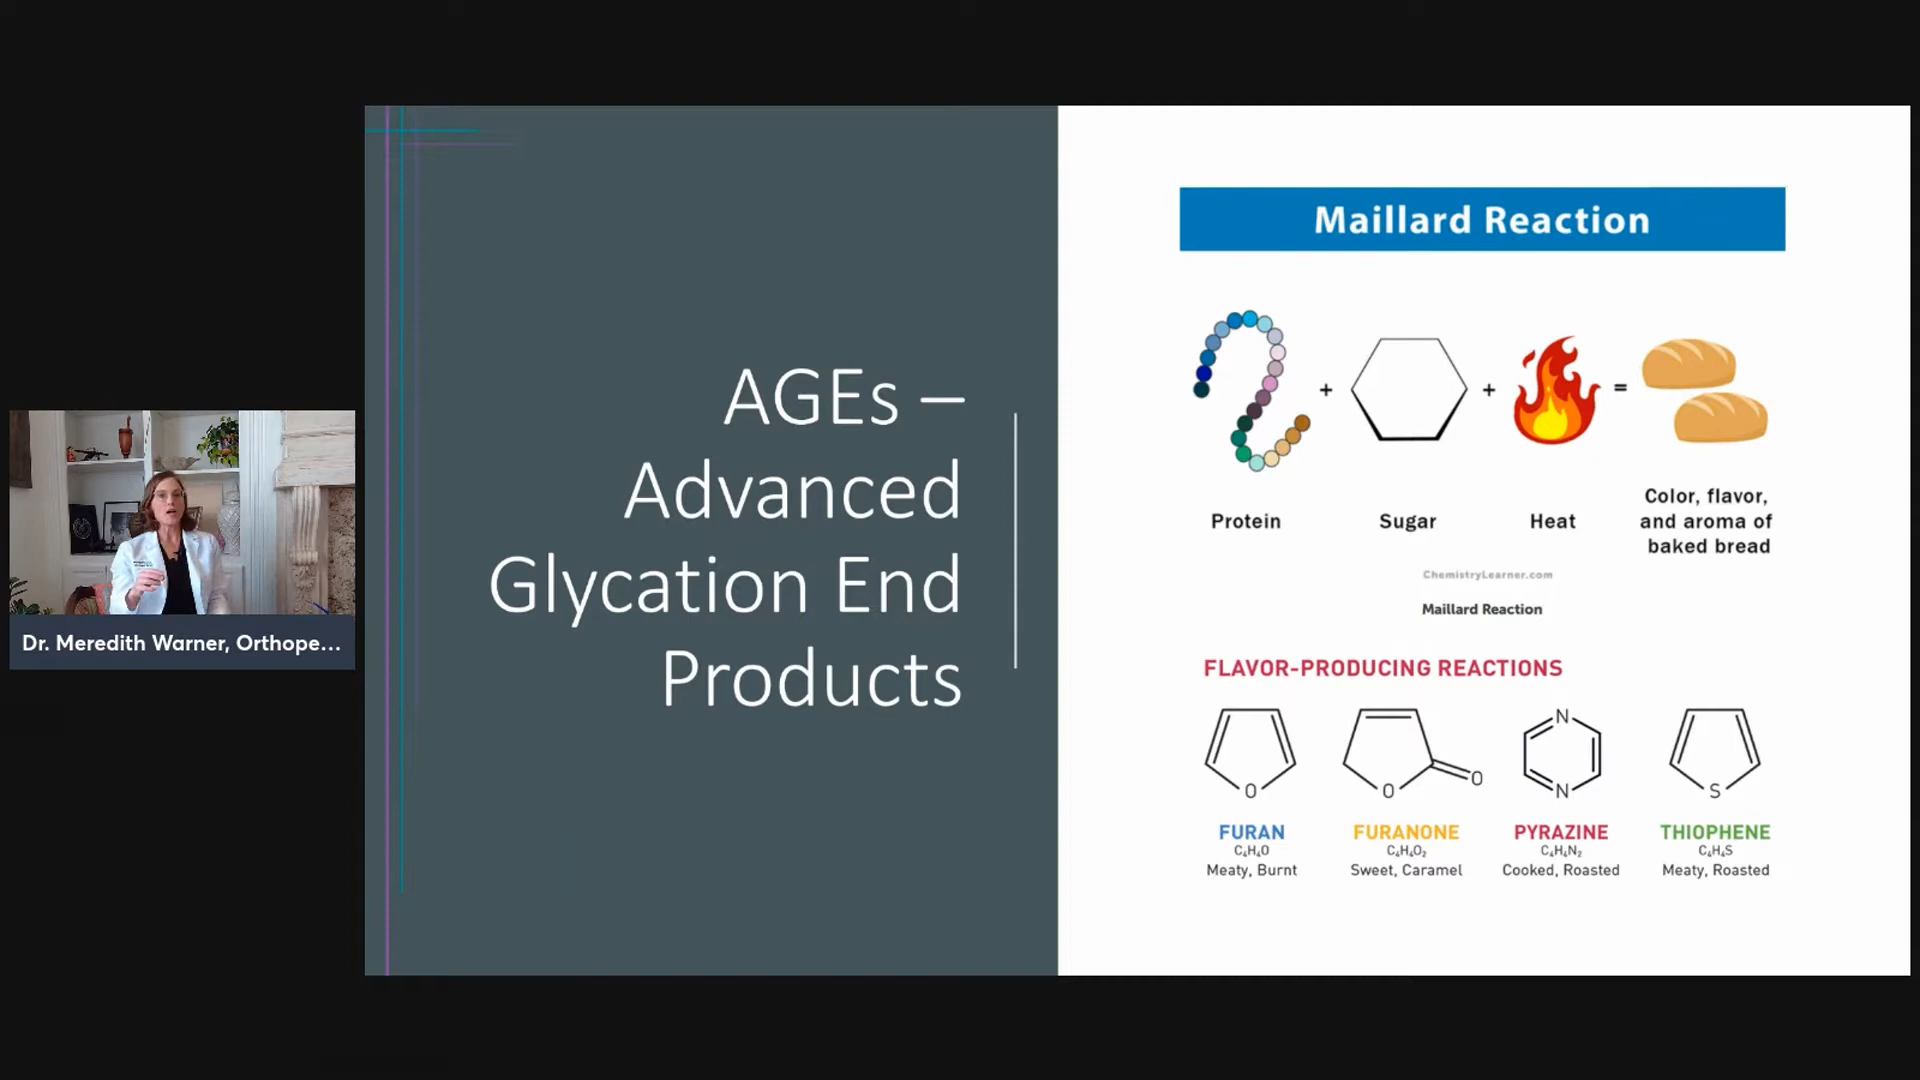 Dr. Meredith Warner, Orthope...
AGEs –
Advanced
Glycation End
Products
Maillard Reaction
+ + =
Protein Sugar Heat
Color, flavor,
and aroma of
baked bread
ChemistryLearner.com
Maillard Reaction
FLAVOR-PRODUCING REACTIONS
N
O O O N S
FURAN FURANONE PYRAZINE THIOPHENE
C₄H₄O C₄H₄O₂ C₄H₄N₂ C₄H₄S
Meaty, Burnt Sweet, Caramel Cooked, Roasted Meaty, Roasted